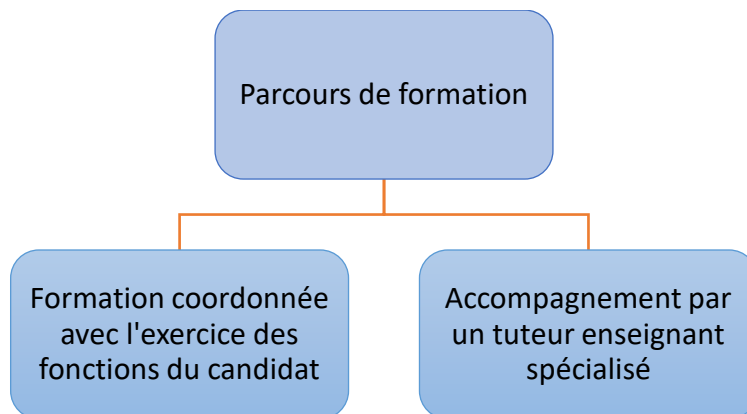 Parcours de formation
Formation coordonnée
avec l'exercice des
fonctions du candidat
Accompagnement par
un tuteur enseignant
spécialisé